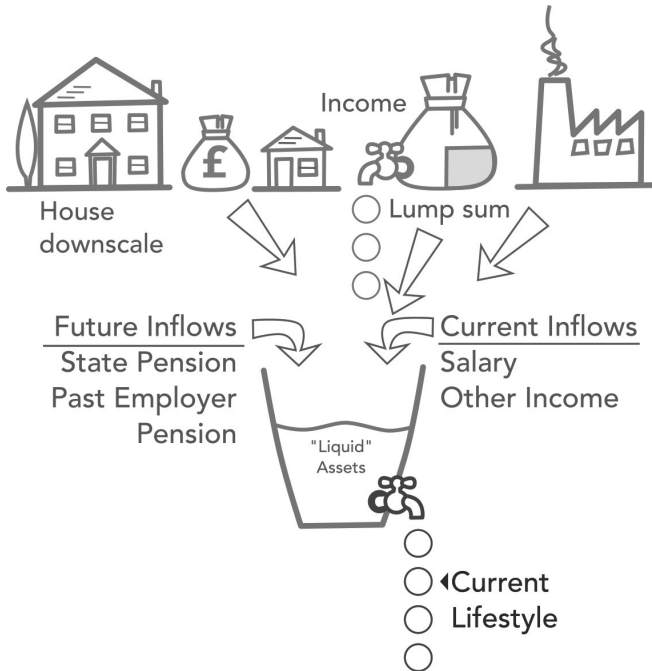 Income
£
House
downscale
Lump sum
Future Inflows
State Pension
Past Employer
Pension
Current Inflows
Salary
Other Income
"Liquid"
Assets
Current
Lifestyle